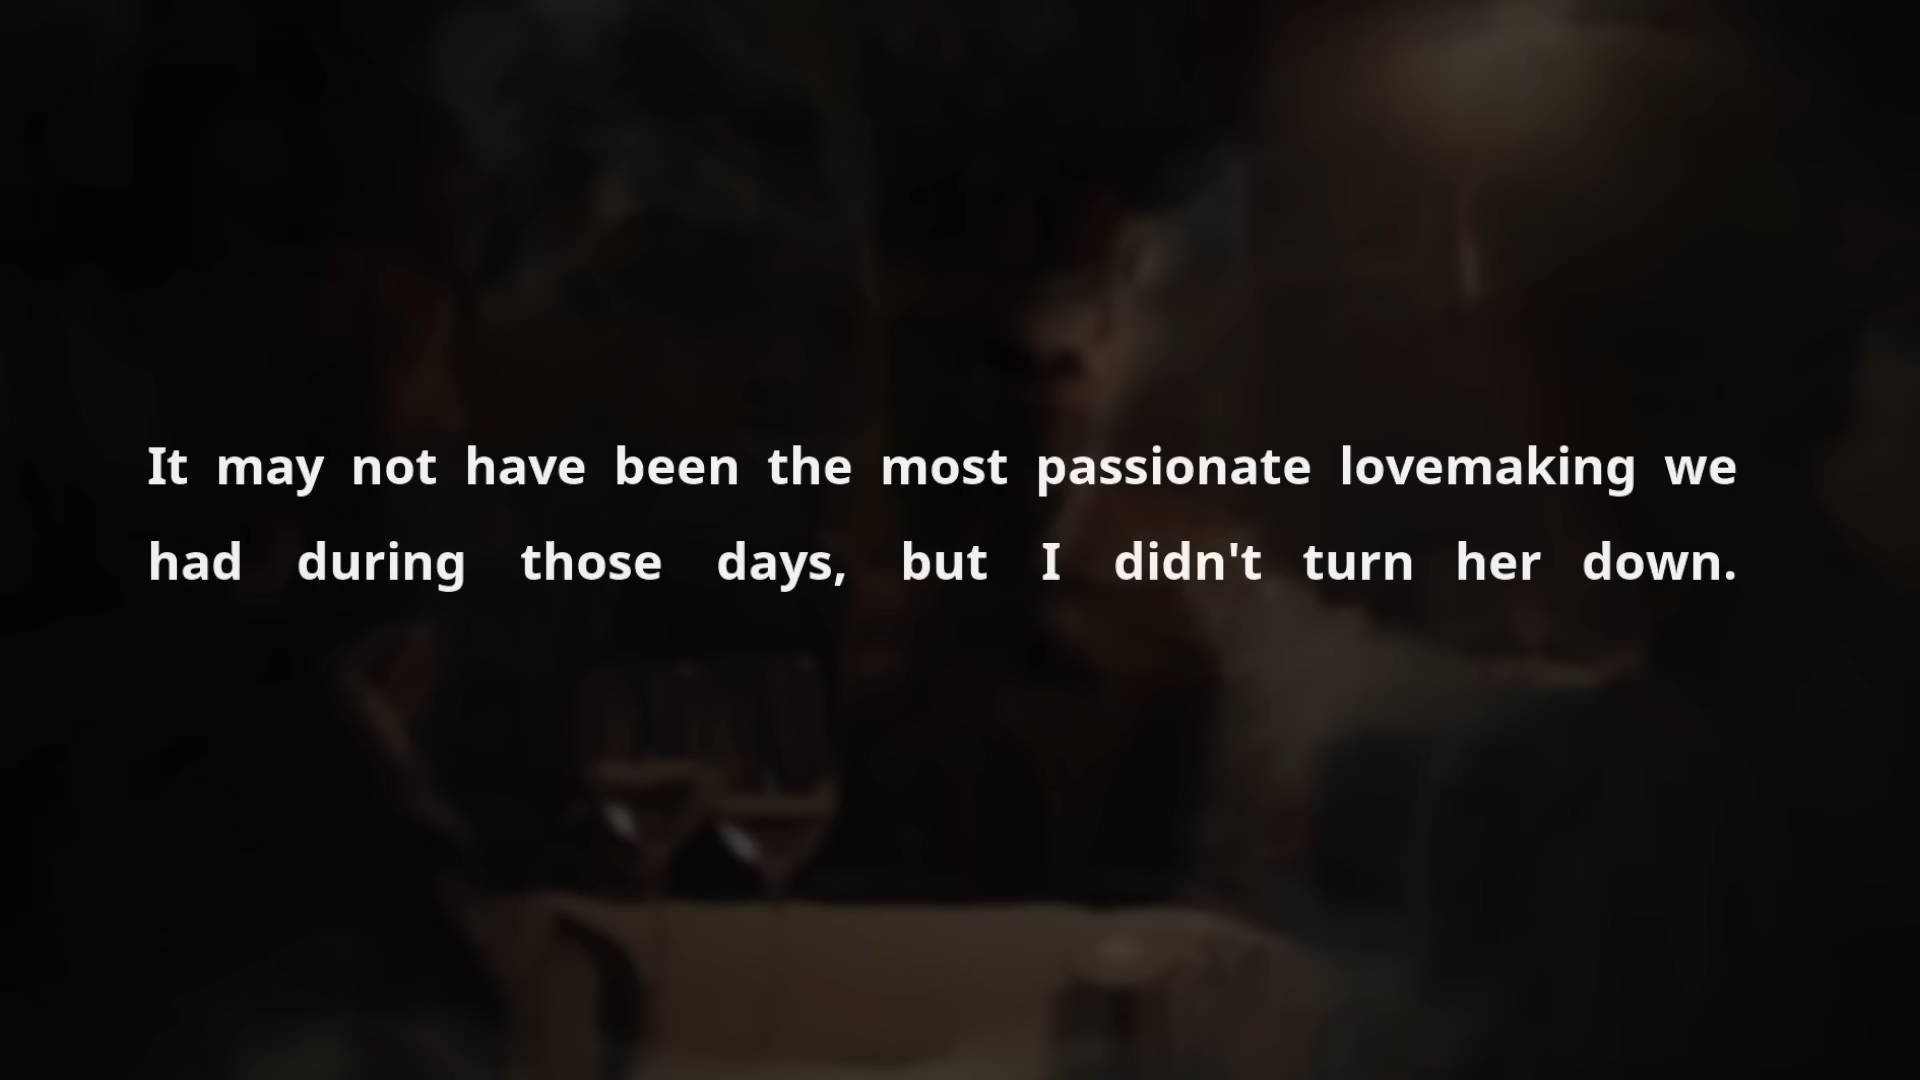 It may not have been the most passionate lovemaking we
had during those days, but I didn't turn her down.